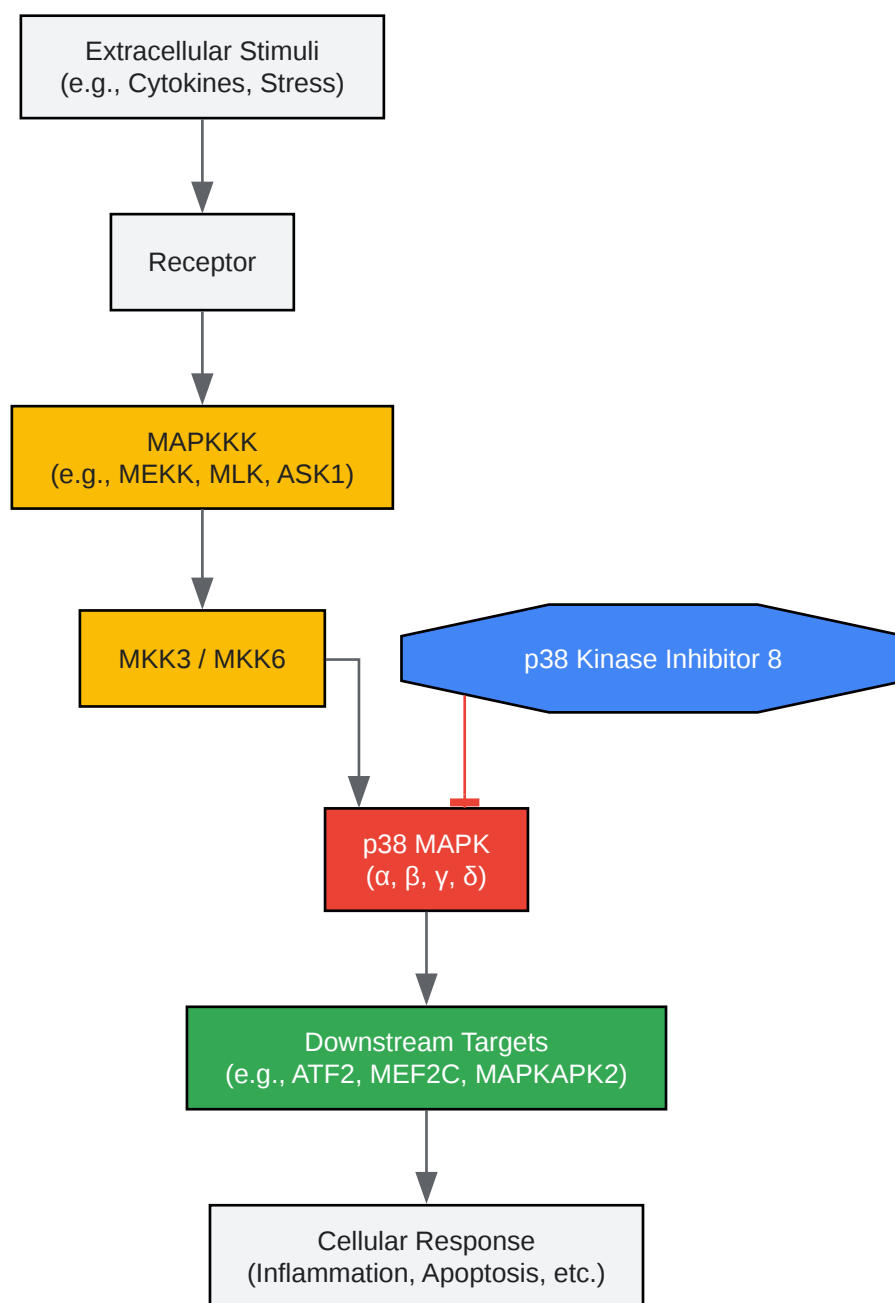 Extracellular Stimuli
(e.g., Cytokines, Stress)
Receptor
MAPKKK
(e.g., MEKK, MLK, ASK1)
MKK3 / MKK6
p38 Kinase Inhibitor 8
p38 MAPK
(α, β, γ, δ)
Downstream Targets
(e.g., ATF2, MEF2C, MAPKAPK2)
Cellular Response
(Inflammation, Apoptosis, etc.)